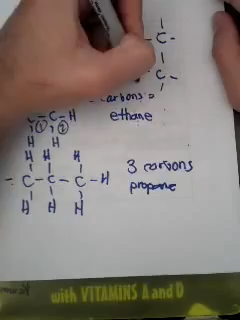 C -
C -
C - C - H
① ②
H H
carbons =
ethane
H H H
- C - C - C - H
H H H
3 carbons
propane
with VITAMINS A and D